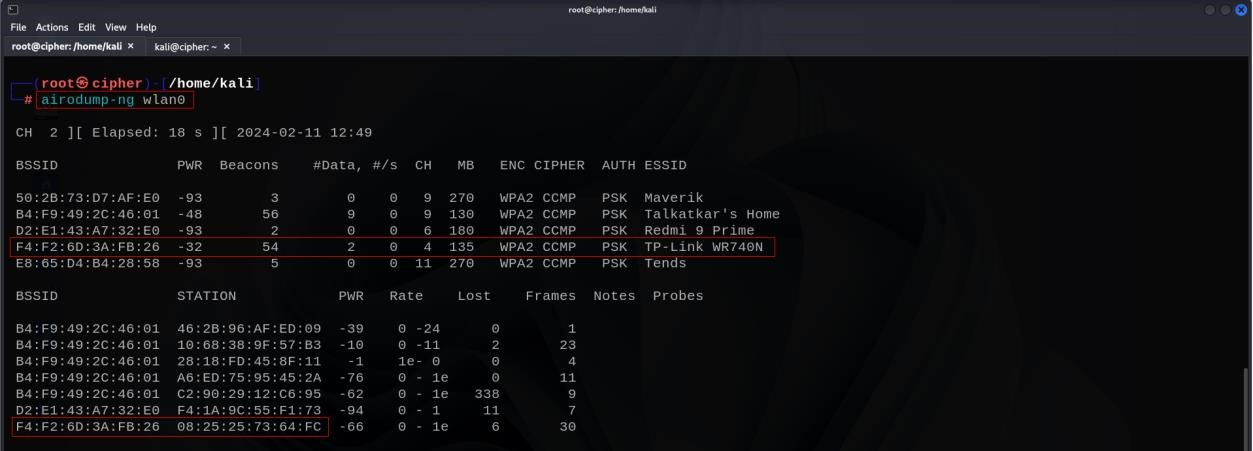 root@cipher: /home/kali
File Actions Edit View Help
root@cipher: /home/kali × kali@cipher: ~ ×
(root㉿cipher)-[/home/kali]
# airodump-ng wlan0
CH 2 ][ Elapsed: 18 s ][ 2024-02-11 12:49
BSSID PWR Beacons #Data, #/s CH MB ENC CIPHER AUTH ESSID
50:2B:73:D7:AF:E0 -93 3 0 0 9 270 WPA2 CCMP PSK Maverik
B4:F9:49:2C:46:01 -48 56 9 0 9 130 WPA2 CCMP PSK Talkatkar's Home
D2:E1:43:A7:32:E0 -93 2 0 0 6 180 WPA2 CCMP PSK Redmi 9 Prime
F4:F2:6D:3A:FB:26 -32 54 2 0 4 135 WPA2 CCMP PSK TP-Link WR740N
E8:65:D4:B4:28:58 -93 5 0 0 11 270 WPA2 CCMP PSK Tends
BSSID STATION PWR Rate Lost Frames Notes Probes
B4:F9:49:2C:46:01 46:2B:96:AF:ED:09 -39 0 -24 0 1
B4:F9:49:2C:46:01 10:68:38:9F:57:B3 -10 0 -11 2 23
B4:F9:49:2C:46:01 28:18:FD:45:8F:11 -1 1e- 0 0 4
B4:F9:49:2C:46:01 A6:ED:75:95:45:2A -76 0 - 1e 0 11
B4:F9:49:2C:46:01 C2:90:29:12:C6:95 -62 0 - 1e 338 9
D2:E1:43:A7:32:E0 F4:1A:9C:55:F1:73 -94 0 - 1 11 7
F4:F2:6D:3A:FB:26 08:25:25:73:64:FC -66 0 - 1e 6 30